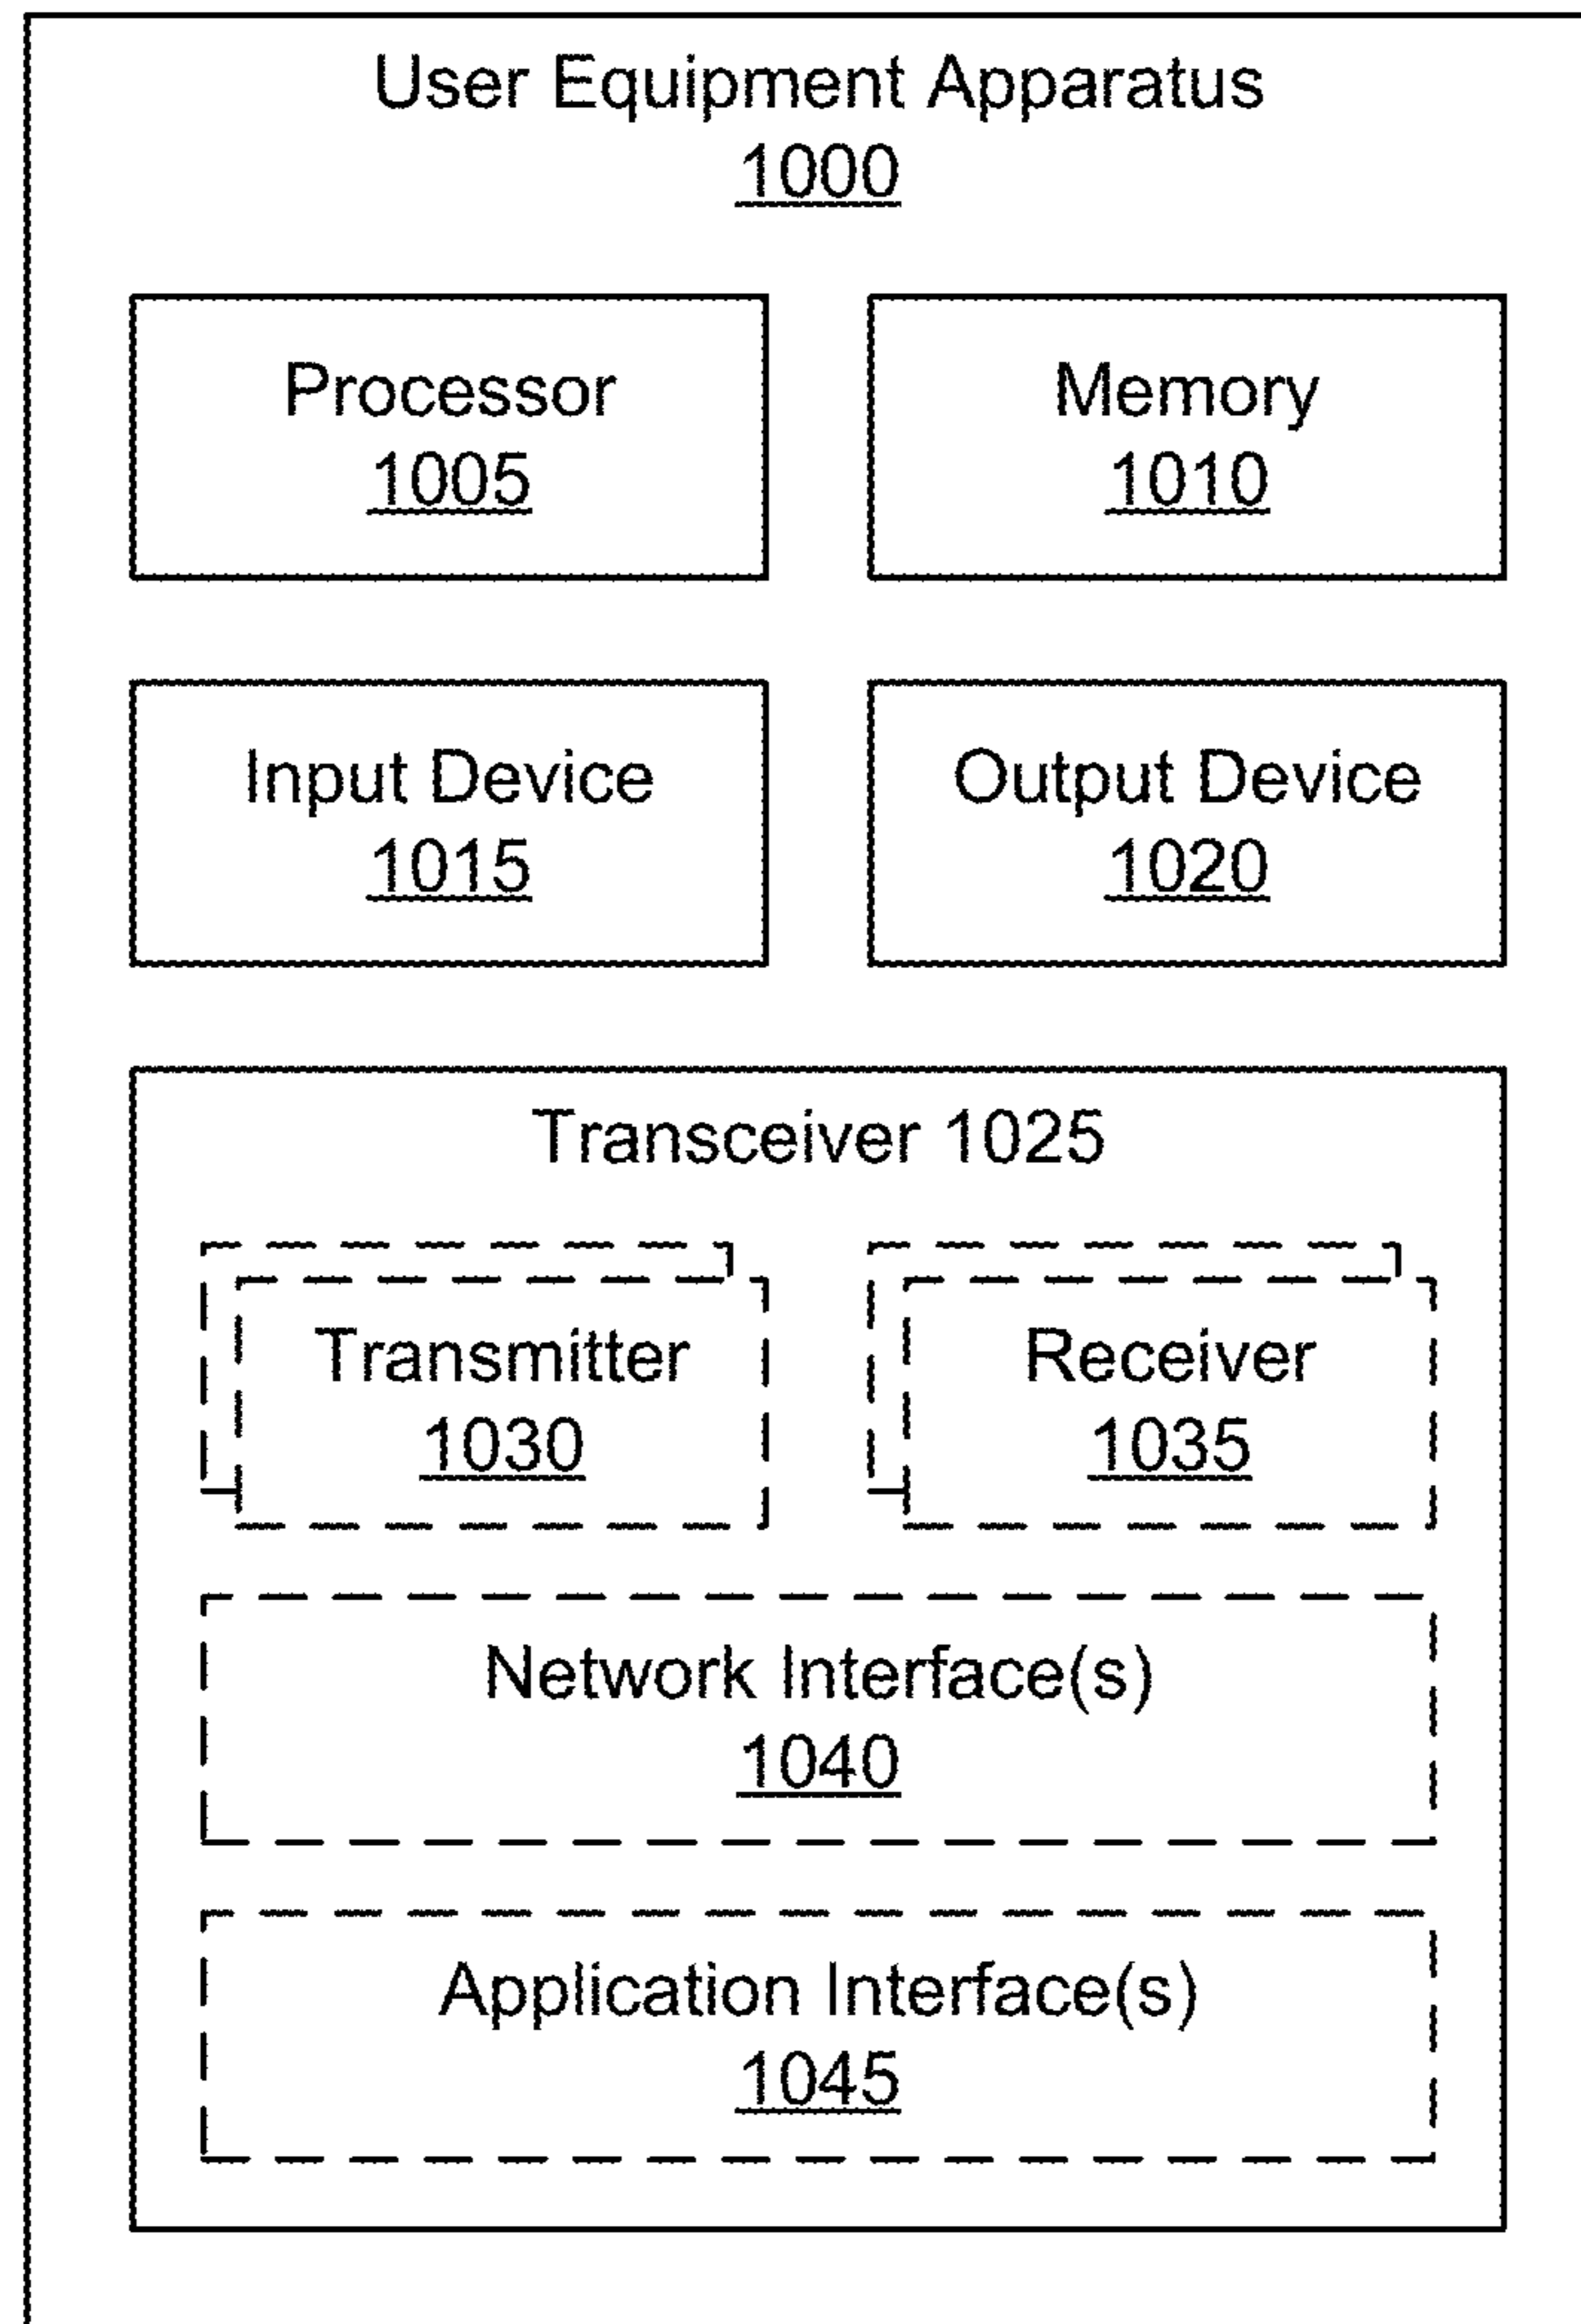 User Equipment Apparatus
1000
Processor
1005
Memory
1010
Input Device
1015
Output Device
1020
Transceiver 1025
Transmitter
1030
Receiver
1035
Network Interface(s)
1040
Application Interface(s)
1045